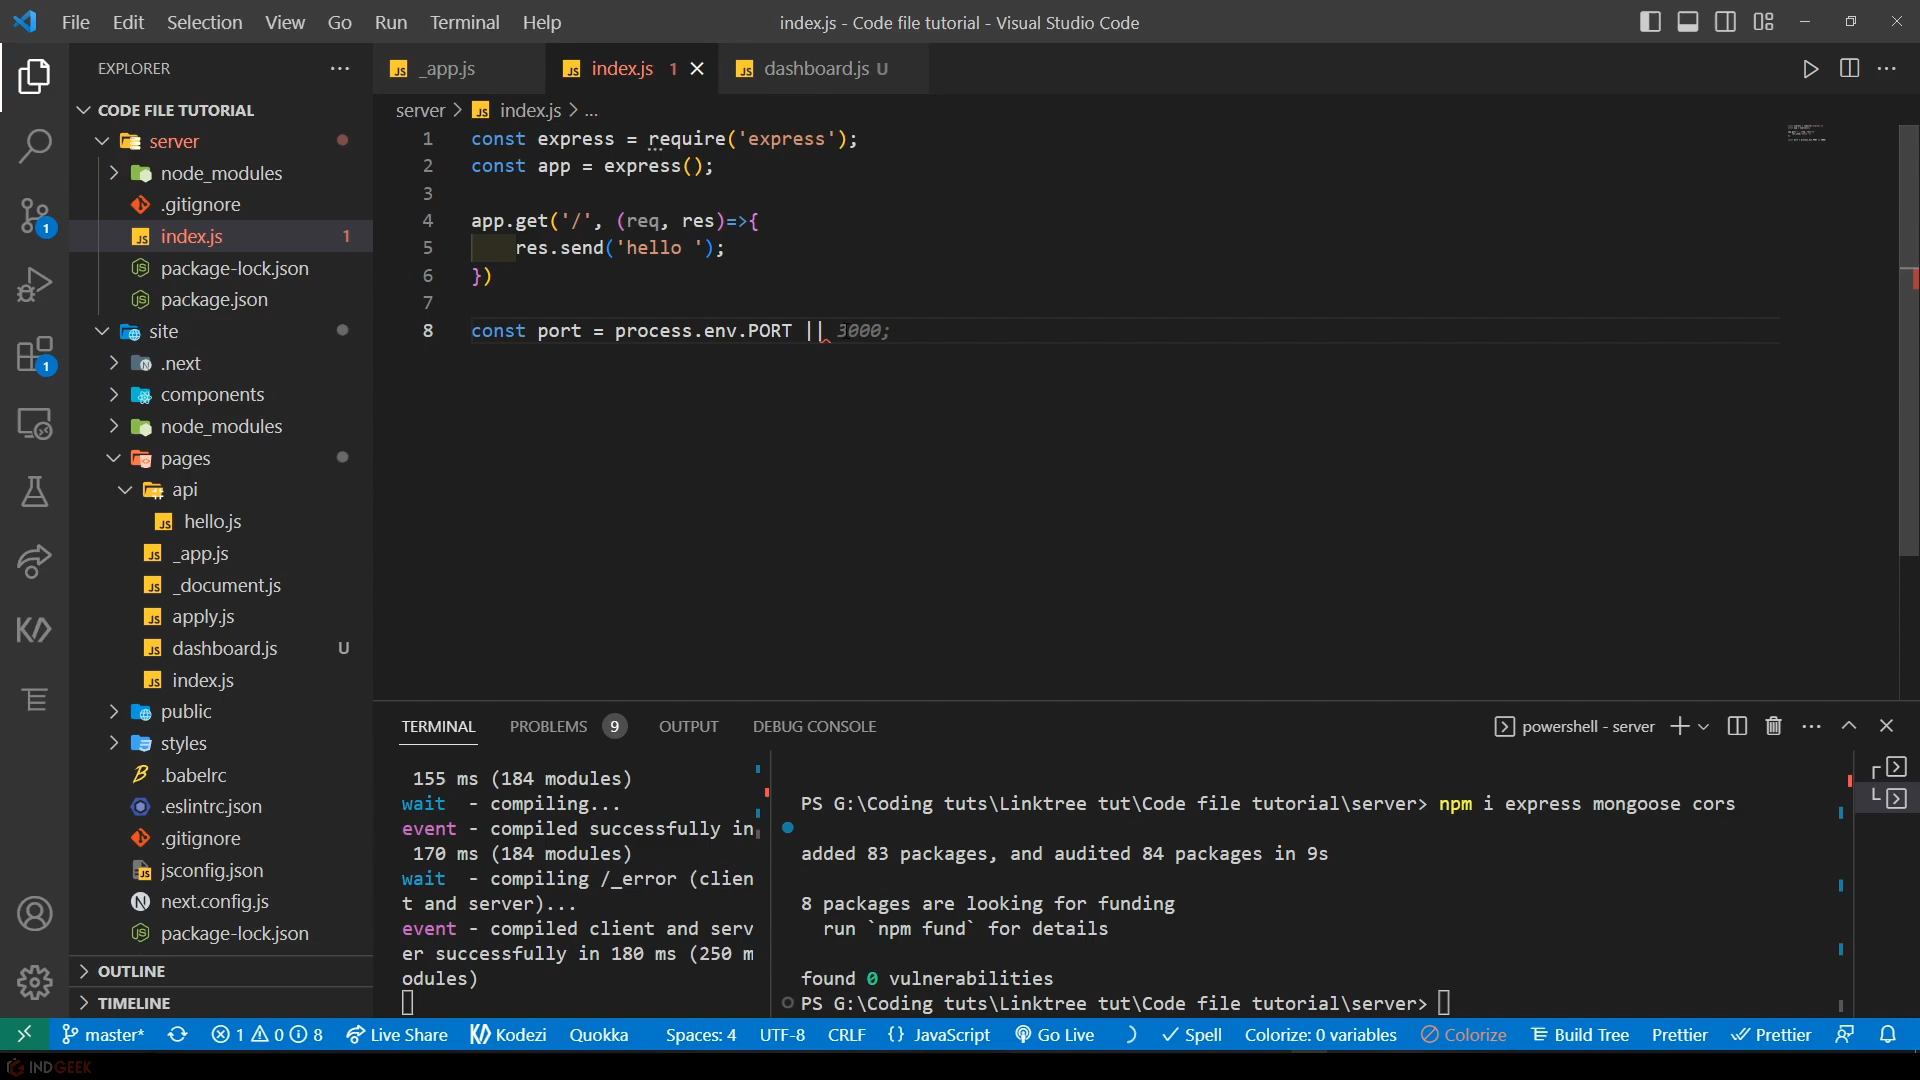 File Edit Selection View Go Run Terminal Help
index.js - Code file tutorial - Visual Studio Code
EXPLORER
CODE FILE TUTORIAL
server
node_modules
.gitignore
index.js 1
package-lock.json
package.json
site
.next
components
node_modules
pages
api
hello.js
_app.js
_document.js
apply.js
dashboard.js U
index.js
public
styles
.babelrc
.eslintrc.json
.gitignore
jsconfig.json
next.config.js
package-lock.json
OUTLINE
TIMELINE
_app.js
index.js 1
dashboard.js U
server > index.js > ...
1 const express = require('express');
2 const app = express();
3
4 app.get('/', (req, res)=>{
5 res.send('hello ');
6 })
7
8 const port = process.env.PORT || 3000;
TERMINAL PROBLEMS 9 OUTPUT DEBUG CONSOLE
powershell - server
155 ms (184 modules)
wait - compiling...
event - compiled successfully in
170 ms (184 modules)
wait - compiling /_error (clien
t and server)...
event - compiled client and serv
er successfully in 180 ms (250 m
odules)
PS G:\Coding tuts\Linktree tut\Code file tutorial\server> npm i express mongoose cors
added 83 packages, and audited 84 packages in 9s
8 packages are looking for funding
run `npm fund` for details
found 0 vulnerabilities
PS G:\Coding tuts\Linktree tut\Code file tutorial\server>
1
1
master* 1 0 8 Live Share Kodezi Quokka Spaces: 4 UTF-8 CRLF {} JavaScript Go Live Spell Colorize: 0 variables Colorize Build Tree Prettier Prettier
INDGEEK